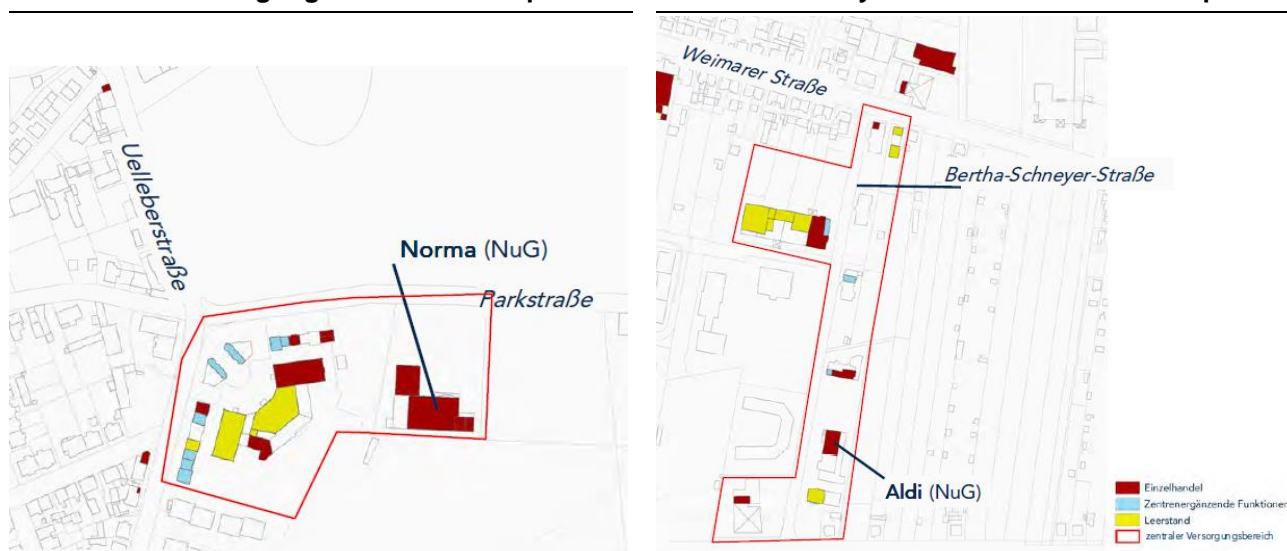 Uelleberstraße
Norma (NuG)
Parkstraße
Weimarer Straße
Bertha-Schneyer-Straße
Aldi (NuG)
Einzelhandel
Zentrenergänzende Funktionen
Leerstand
zentraler Versorgungsbereich